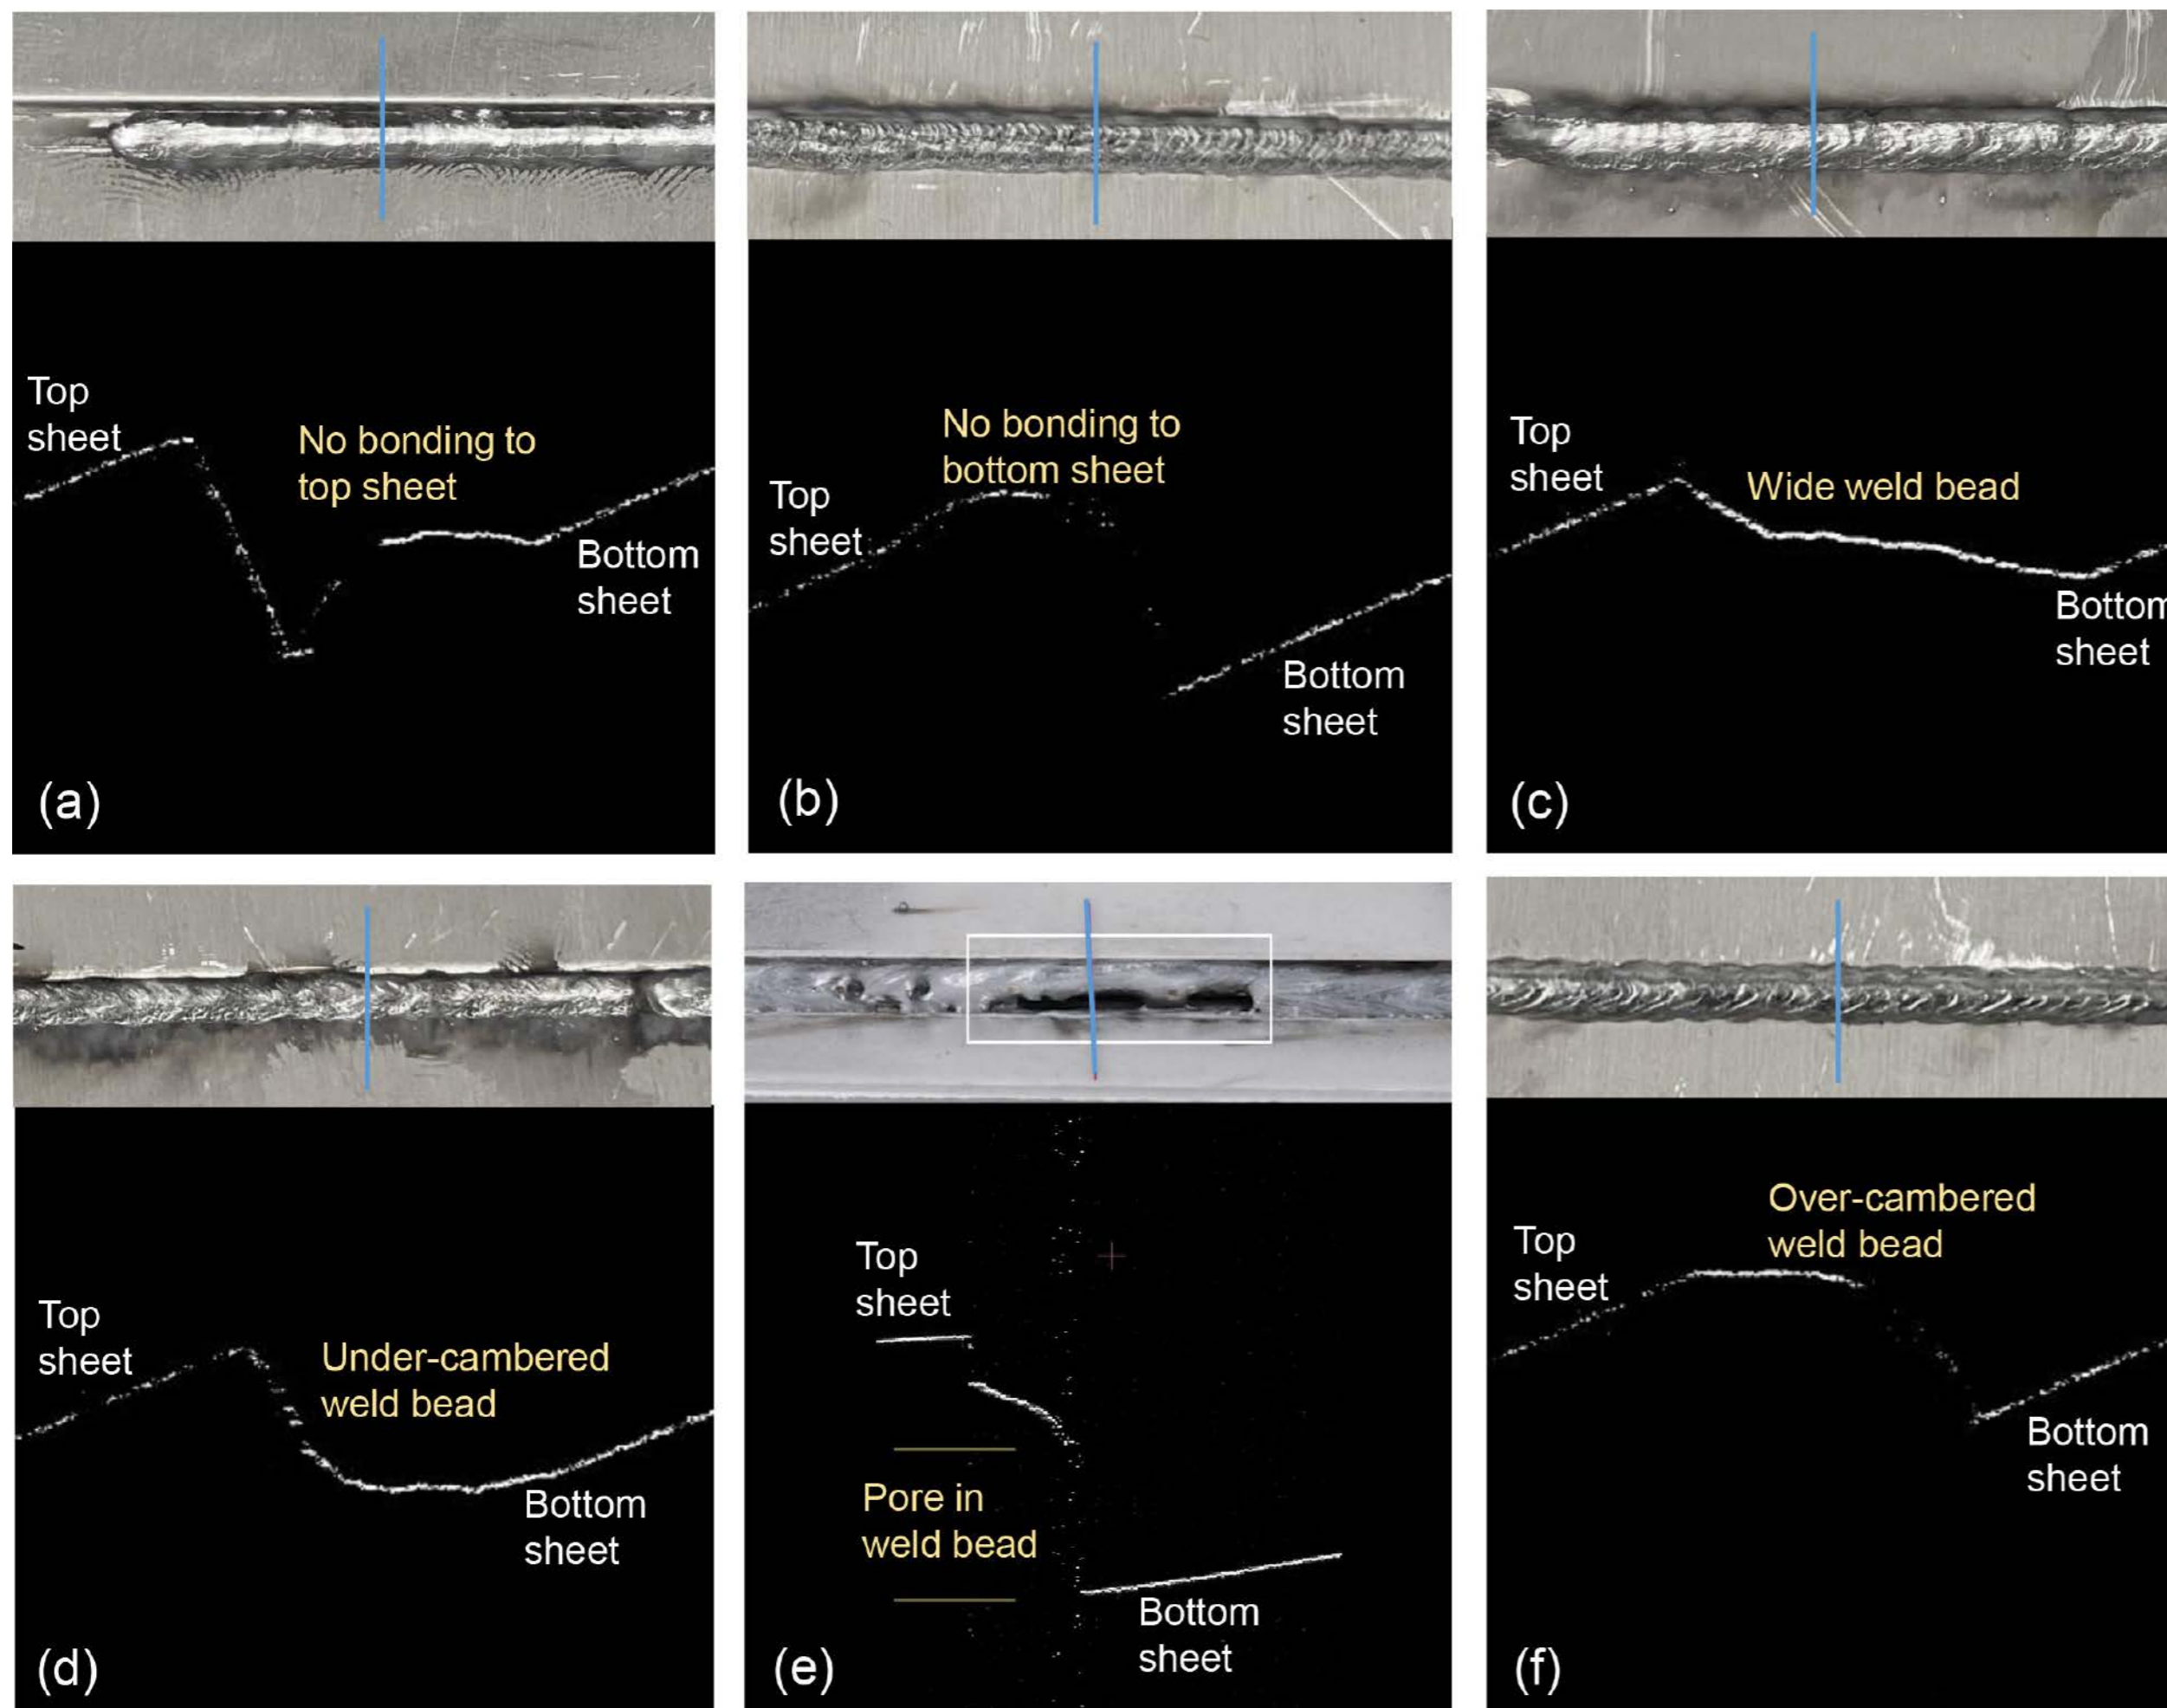 Top
sheet
No bonding to
top sheet
Bottom
sheet
(a)
No bonding to
bottom sheet
Top
sheet
Bottom
sheet
(b)
Top
sheet
Wide weld bead
Bottom
sheet
(c)
Top
sheet
Under-cambered
weld bead
Bottom
sheet
(d)
Top
sheet
Pore in
weld bead
Bottom
sheet
(e)
Over-cambered
weld bead
Top
sheet
Bottom
sheet
(f)